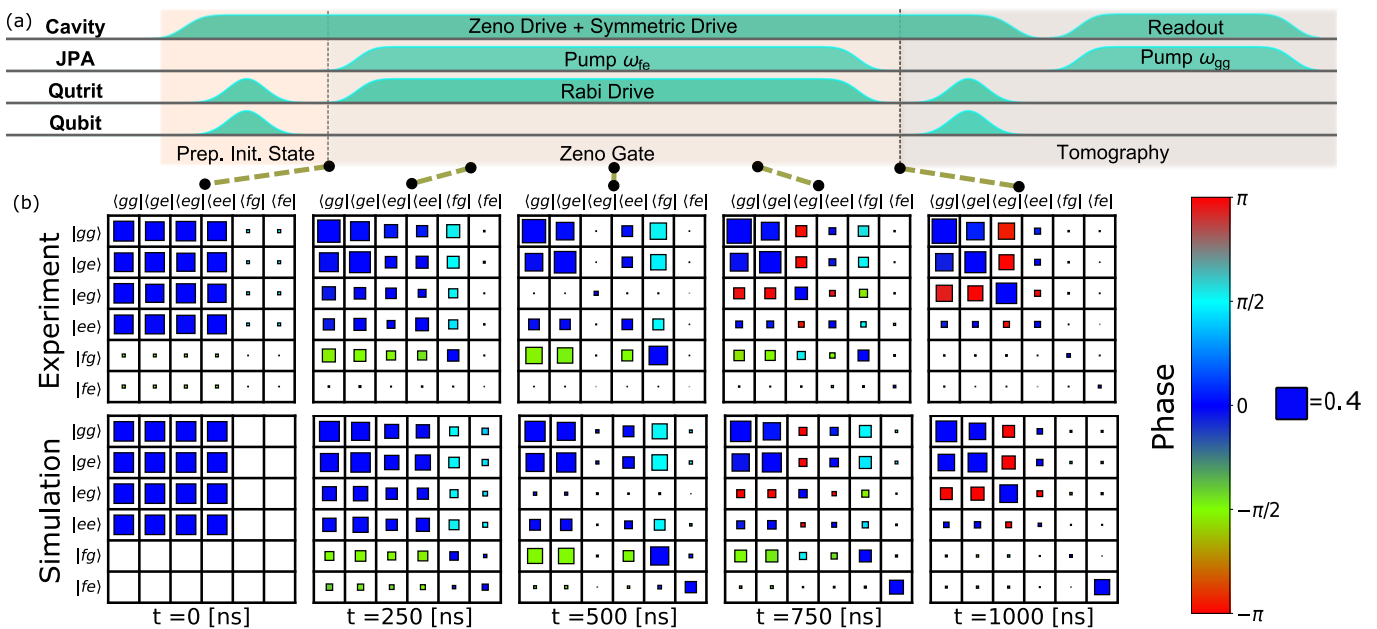 (a)
Cavity
Zeno Drive + Symmetric Drive
Readout
JPA
Pump ω_fe
Pump ω_gg
Qutrit
Rabi Drive
Qubit
Prep. Init. State
Zeno Gate
Tomography
(b)
⟨gg|⟨ge|⟨eg|⟨ee|⟨fg|⟨fe|
⟨gg|⟨ge|⟨eg|⟨ee|⟨fg|⟨fe|
⟨gg|⟨ge|⟨eg|⟨ee|⟨fg|⟨fe|
⟨gg|⟨ge|⟨eg|⟨ee|⟨fg|⟨fe|
⟨gg|⟨ge|⟨eg|⟨ee|⟨fg|⟨fe|
Experiment
|gg⟩
|ge⟩
|eg⟩
|ee⟩
|fg⟩
|fe⟩
Simulation
|gg⟩
|ge⟩
|eg⟩
|ee⟩
|fg⟩
|fe⟩
t =0 [ns]
t =250 [ns]
t =500 [ns]
t =750 [ns]
t =1000 [ns]
Phase
π
π/2
0
−π/2
−π
=0.4